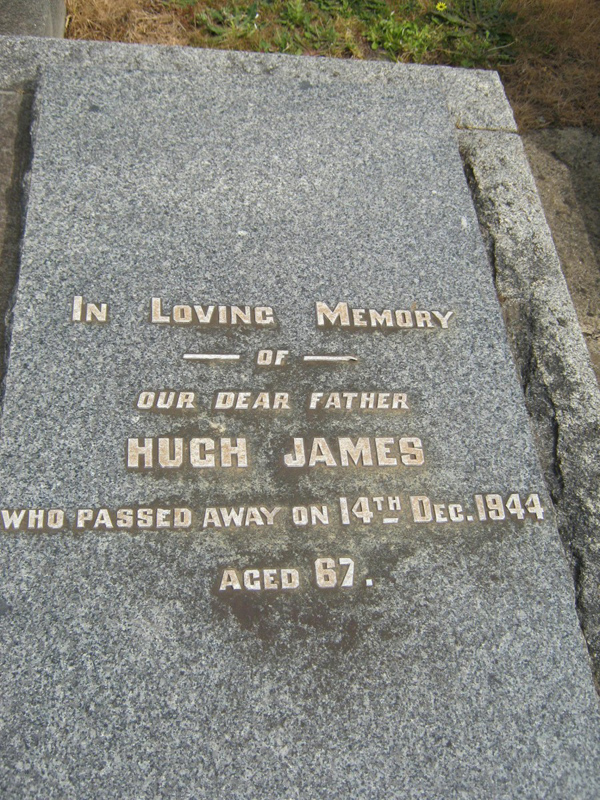 IN LOVING MEMORY
— OF —
OUR DEAR FATHER
HUGH JAMES
WHO PASSED AWAY ON 14TH DEC. 1944
AGED 67.